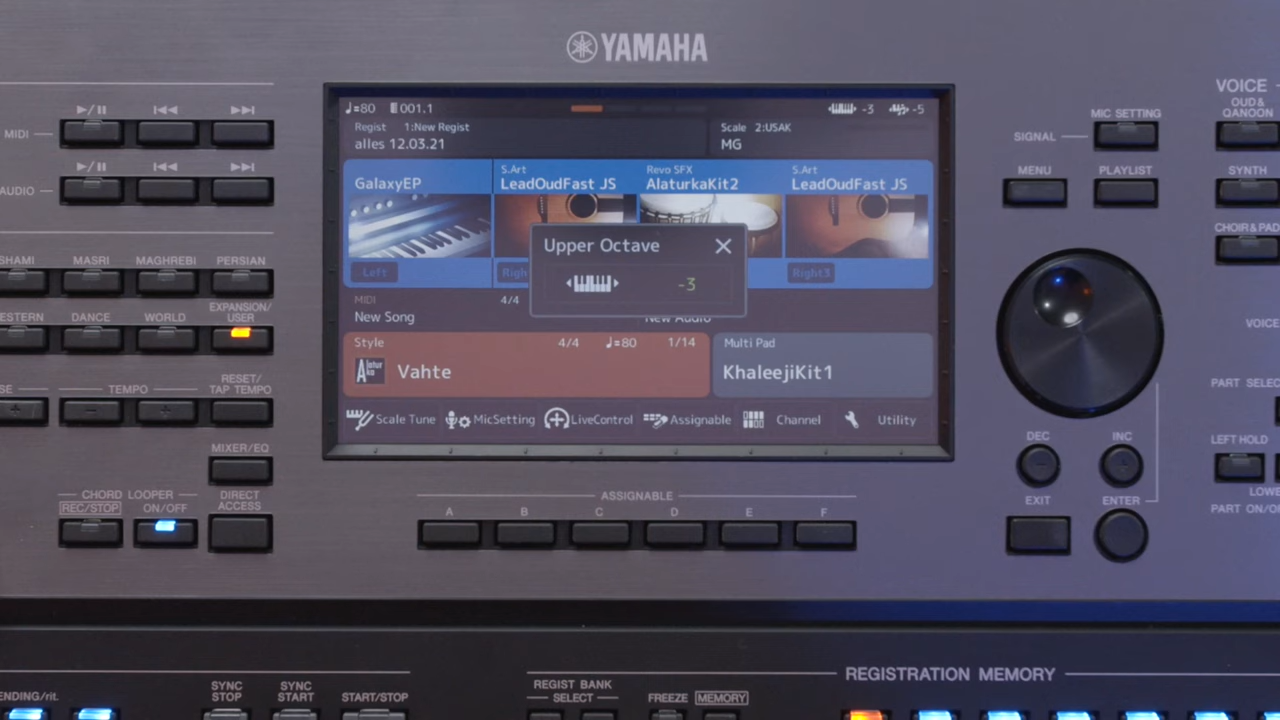 YAMAHA
VOICE
OUD & QANOON
MIC SETTING
SIGNAL
MENU
PLAYLIST
SYNTH
CHOIR & PAD
MIDI
AUDIO
MASRI
MAGHREBI
PERSIAN
DANCE
WORLD
EXPANSION/
USER
TEMPO
RESET/
TAP TEMPO
MIXER/EQ
CHORD LOOPER
REC/STOP
ON/OFF
DIRECT
ACCESS
♩=80
001.1
-3
-5
Regist 1:New Regist
alles 12.03.21
Scale 2:USAK
MG
GalaxyEP
S.Art
LeadOudFast JS
Revo SFX
AlaturkaKit2
S.Art
LeadOudFast JS
Left
Right3
Upper Octave
-3
MIDI
4/4
New Song
New Audio
Style
4/4
♩=80
1/14
Alatur
ka
Vahte
Multi Pad
KhaleejiKit1
Scale Tune
MicSetting
LiveControl
Assignable
Channel
Utility
ASSIGNABLE
A
B
C
D
E
F
DEC
INC
EXIT
ENTER
VOICE
LEFT HOLD
PART ON/O
ENDING/rit.
SYNC
STOP
SYNC
START
START/STOP
REGIST BANK
SELECT
FREEZE
MEMORY
REGISTRATION MEMORY